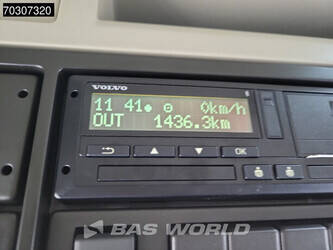 70307320
VOLVO
11 41● 0km/h
OUT 1436.3km
OK
BAS WORLD